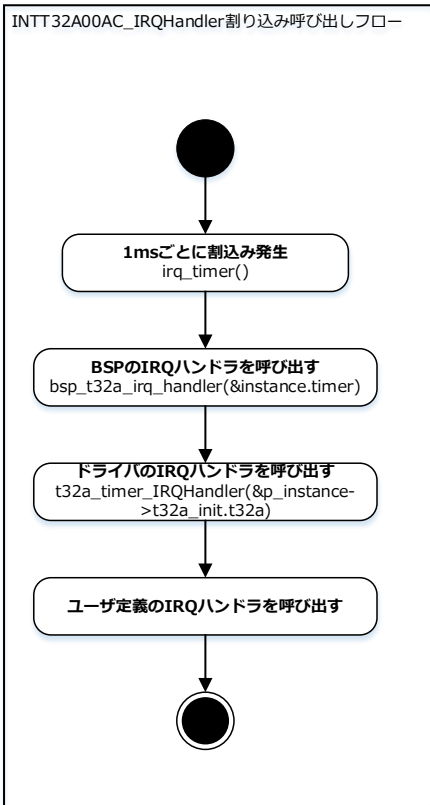 INTT32A00AC_IRQHandler割り込み呼び出しフロー
1msごとに割込み発生
irq_timer()
BSPのIRQハンドラを呼び出す
bsp_t32a_irq_handler(&instance.timer)
ドライバのIRQハンドラを呼び出す
t32a_timer_IRQHandler(&p_instance-
>t32a_init.t32a)
ユーザ定義のIRQハンドラを呼び出す